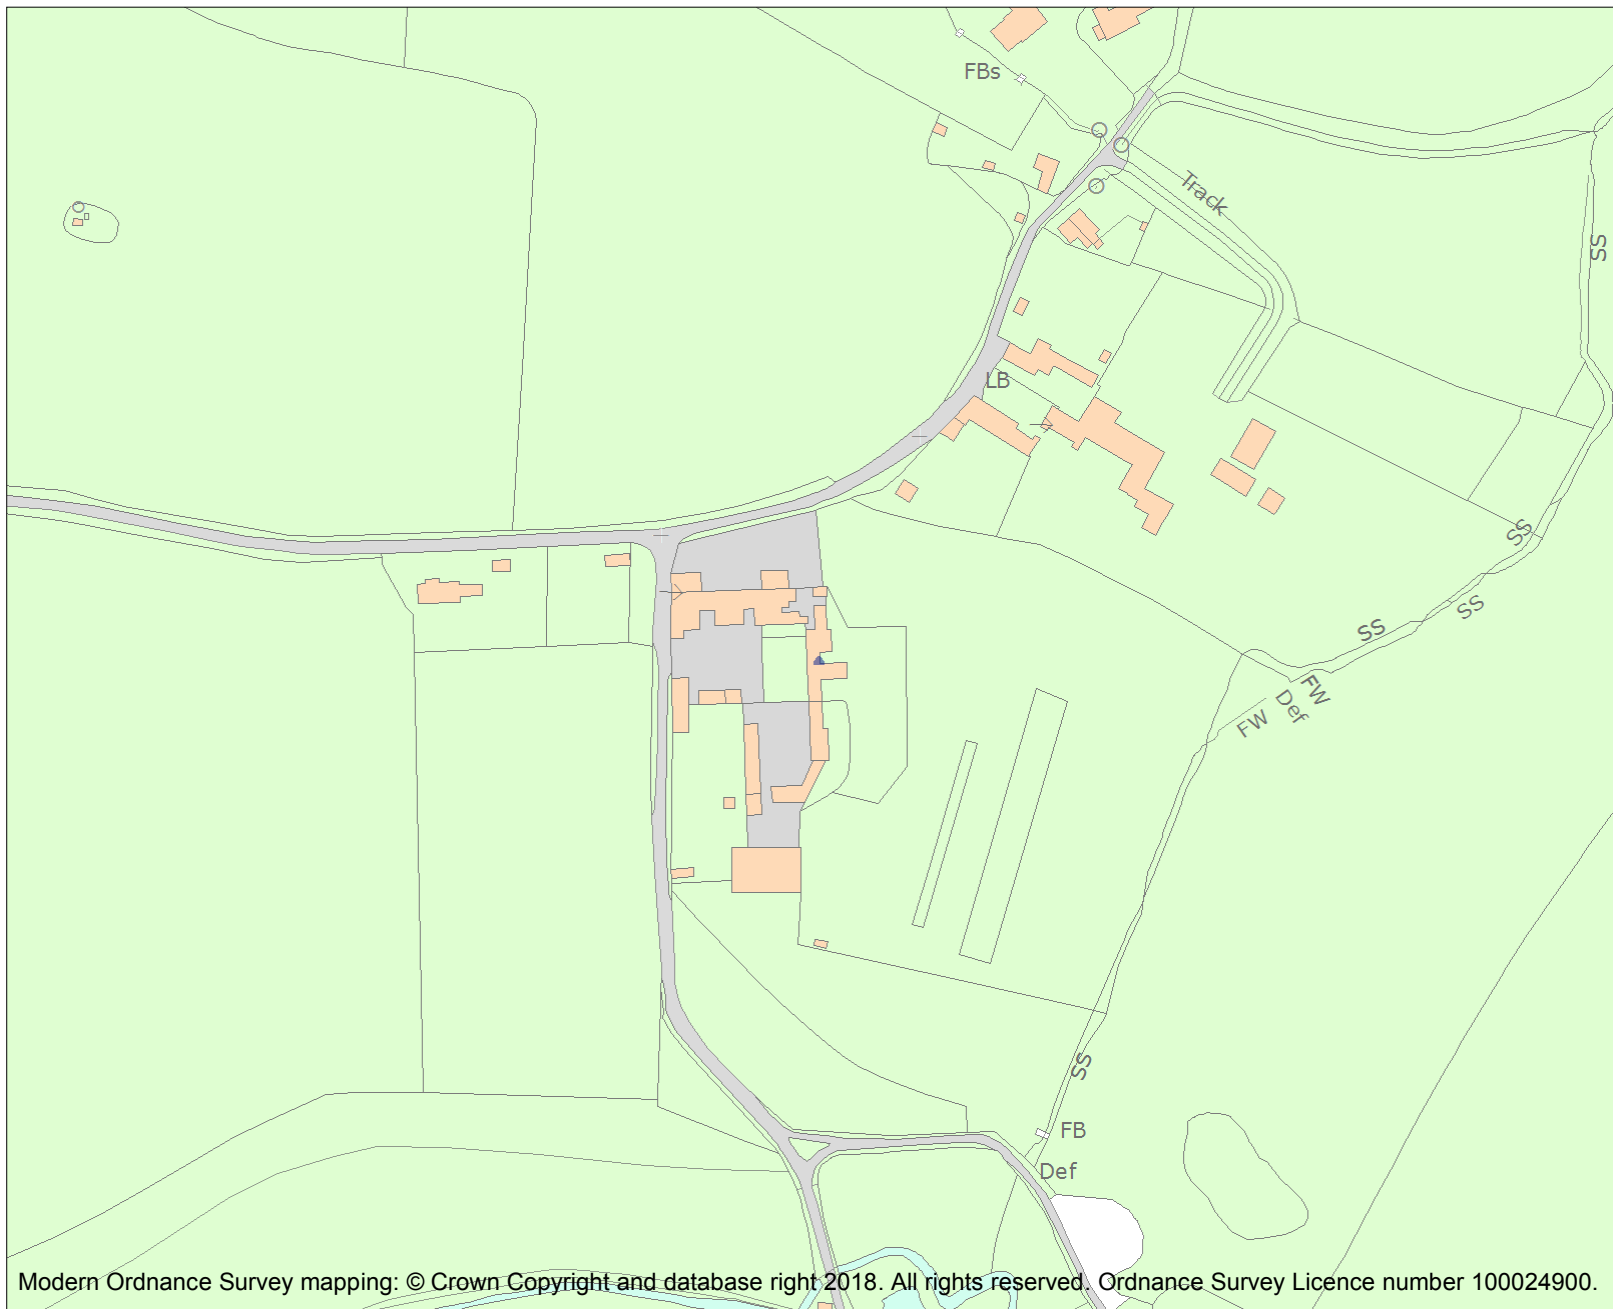 FBs
Track
SS
LB
SS
SS
SS
FW
Def
FW
SS
FB
Def
Modern Ordnance Survey mapping: © Crown Copyright and database right 2018. All rights reserved. Ordnance Survey Licence number 100024900.